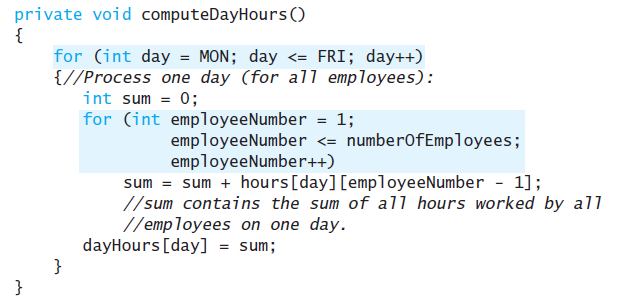 private void computeDayHours()
{
    for (int day = MON; day <= FRI; day++)
    {//Process one day (for all employees):
       int sum = 0;
       for (int employeeNumber = 1;
                employeeNumber <= numberOfEmployees;
                employeeNumber++)
           sum = sum + hours[day][employeeNumber - 1];
           //sum contains the sum of all hours worked by all
           //employees on one day.
       dayHours[day] = sum;
    }
}